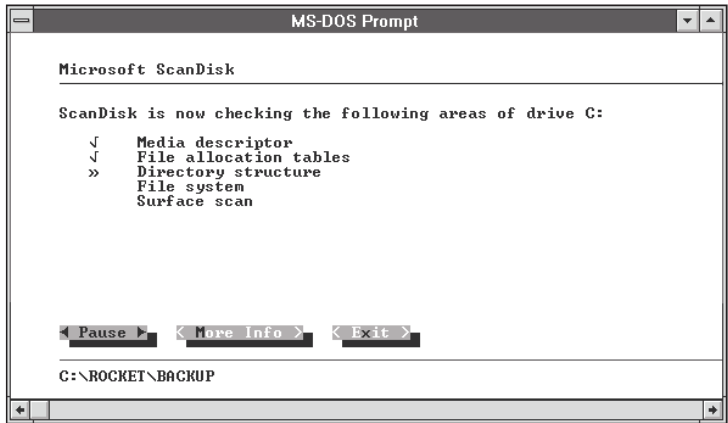 MS-DOS Prompt
Microsoft ScanDisk
ScanDisk is now checking the following areas of drive C:
√ Media descriptor
√ File allocation tables
» Directory structure
File system
Surface scan
◄ Pause ► < More Info > < Exit >
C:\ROCKET\BACKUP